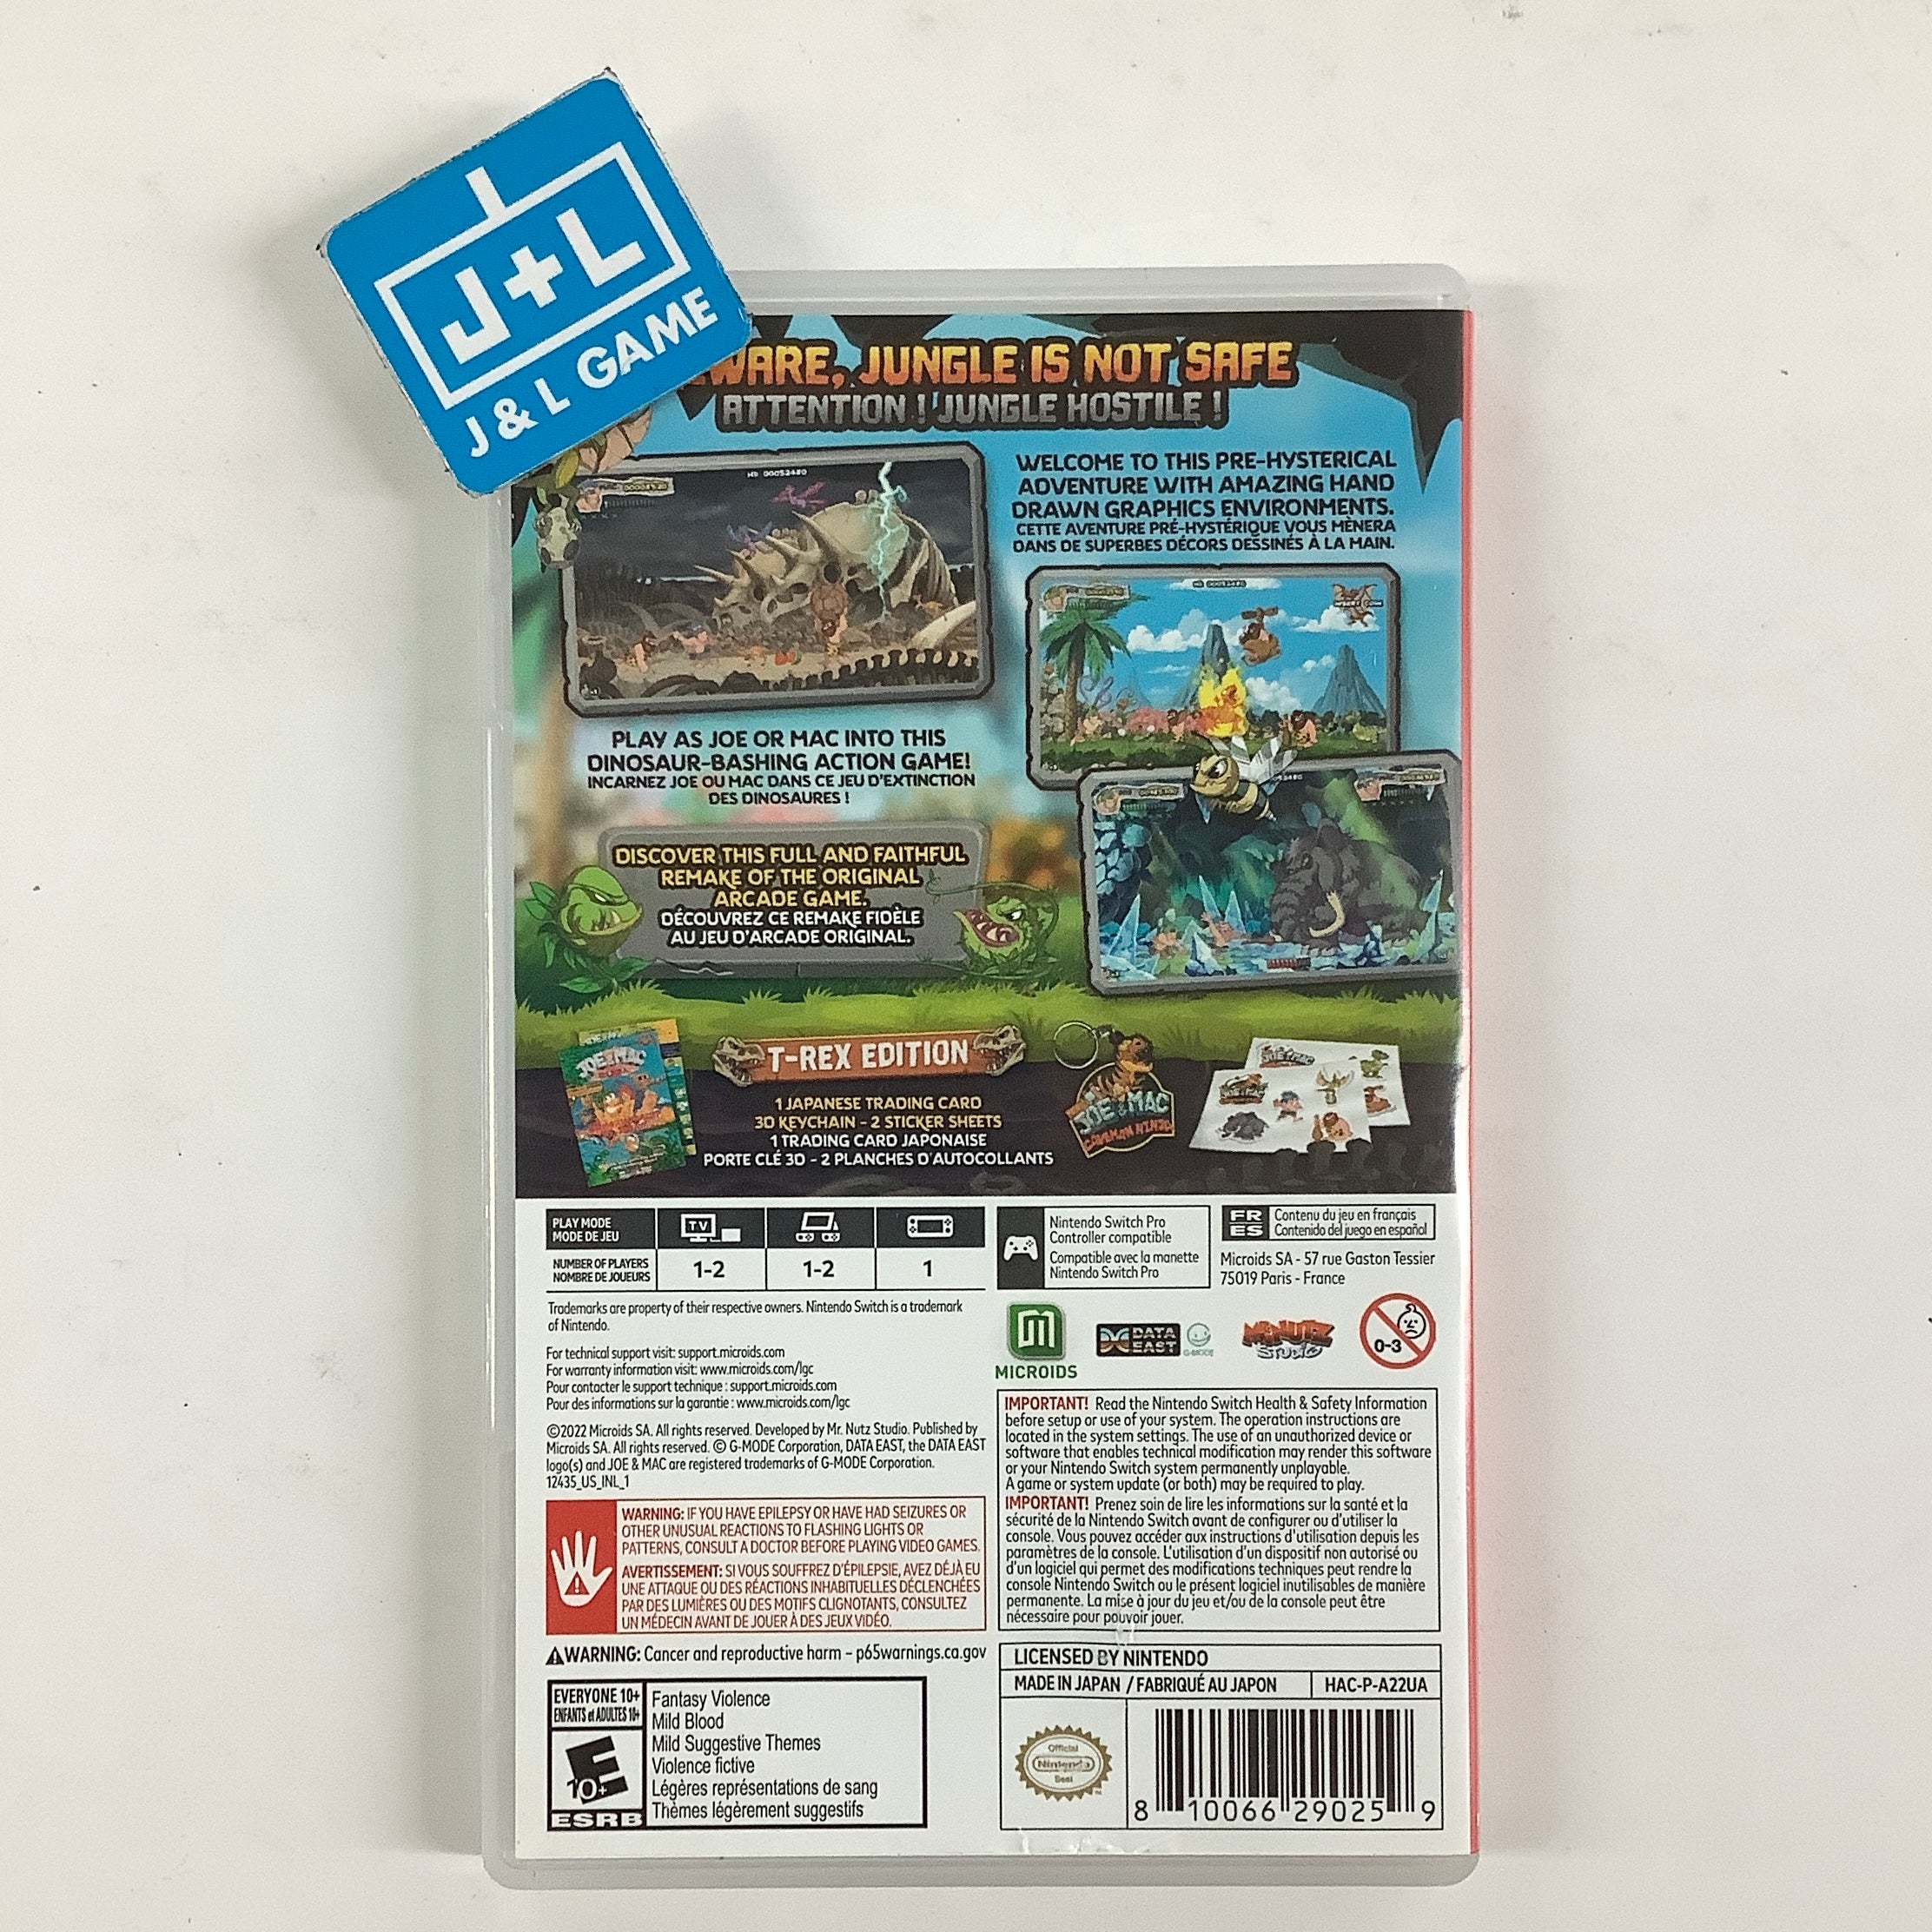 J+L
J & L GAME
WARE, JUNGLE IS NOT SAFE
ATTENTION ! JUNGLE HOSTILE !
WELCOME TO THIS PRE-HYSTERICAL
ADVENTURE WITH AMAZING HAND
DRAWN GRAPHICS ENVIRONMENTS.
CETTE AVENTURE PRÉ-HYSTÉRIQUE VOUS MÈNERA
DANS DE SUPERBES DÉCORS DESSINÉS À LA MAIN.
PLAY AS JOE OR MAC INTO THIS
DINOSAUR-BASHING ACTION GAME!
INCARNEZ JOE OU MAC DANS CE JEU D'EXTINCTION
DES DINOSAURES !
DISCOVER THIS FULL AND FAITHFUL
REMAKE OF THE ORIGINAL
ARCADE GAME.
DÉCOUVREZ CE REMAKE FIDÈLE
AU JEU D'ARCADE ORIGINAL.
T-REX EDITION
1 JAPANESE TRADING CARD
3D KEYCHAIN - 2 STICKER SHEETS
1 TRADING CARD JAPONAISE
PORTE CLÉ 3D - 2 PLANCHES D'AUTOCOLLANTS
JOE & MAC
JOE & MAC
CAVEMAN NINJA
JOE & MAC
PLAY MODE
MODE DE JEU
TV
NUMBER OF PLAYERS
NOMBRE DE JOUEURS
1-2
1-2
1
Nintendo Switch Pro
Controller compatible
Compatible avec la manette
Nintendo Switch Pro
FR
ES
Contenu du jeu en français
Contenido del juego en español
Microids SA - 57 rue Gaston Tessier
75019 Paris - France
Trademarks are property of their respective owners. Nintendo Switch is a trademark
of Nintendo.
For technical support visit: support.microids.com
For warranty information visit: www.microids.com/lgc
Pour contacter le support technique : support.microids.com
Pour des informations sur la garantie : www.microids.com/lgc
©2022 Microids SA. All rights reserved. Developed by Mr. Nutz Studio. Published by
Microids SA. All rights reserved. © G-MODE Corporation, DATA EAST, the DATA EAST
logo(s) and JOE & MAC are registered trademarks of G-MODE Corporation.
12435_US_INL_1
MICROIDS
DATA
EAST
G-MODE
MR NUTZ
STUDIO
0-3
WARNING: IF YOU HAVE EPILEPSY OR HAVE HAD SEIZURES OR
OTHER UNUSUAL REACTIONS TO FLASHING LIGHTS OR
PATTERNS, CONSULT A DOCTOR BEFORE PLAYING VIDEO GAMES.
AVERTISSEMENT: SI VOUS SOUFFREZ D'ÉPILEPSIE, AVEZ DÉJÀ EU
UNE ATTAQUE OU DES RÉACTIONS INHABITUELLES DÉCLENCHÉES
PAR DES LUMIÈRES OU DES MOTIFS CLIGNOTANTS, CONSULTEZ
UN MÉDECIN AVANT DE JOUER À DES JEUX VIDÉO.
WARNING: Cancer and reproductive harm – p65warnings.ca.gov
IMPORTANT! Read the Nintendo Switch Health & Safety Information
before setup or use of your system. The operation instructions are
located in the system settings. The use of an unauthorized device or
software that enables technical modification may render this software
or your Nintendo Switch system permanently unplayable.
A game or system update (or both) may be required to play.
IMPORTANT! Prenez soin de lire les informations sur la santé et la
sécurité de la Nintendo Switch avant de configurer ou d'utiliser la
console. Vous pouvez accéder aux instructions d'utilisation depuis les
paramètres de la console. L'utilisation d'un dispositif non autorisé ou
d'un logiciel qui permet des modifications techniques peut rendre la
console Nintendo Switch ou le présent logiciel inutilisables de manière
permanente. La mise à jour du jeu et/ou de la console peut être
nécessaire pour pouvoir jouer.
EVERYONE 10+
ENFANTS et ADULTES 10+
E
10+
ESRB
Fantasy Violence
Mild Blood
Mild Suggestive Themes
Violence fictive
Légères représentations de sang
Thèmes légèrement suggestifs
LICENSED BY NINTENDO
MADE IN JAPAN / FABRIQUÉ AU JAPON
HAC-P-A22UA
Official
Nintendo
Seal
8 10066 29025 9